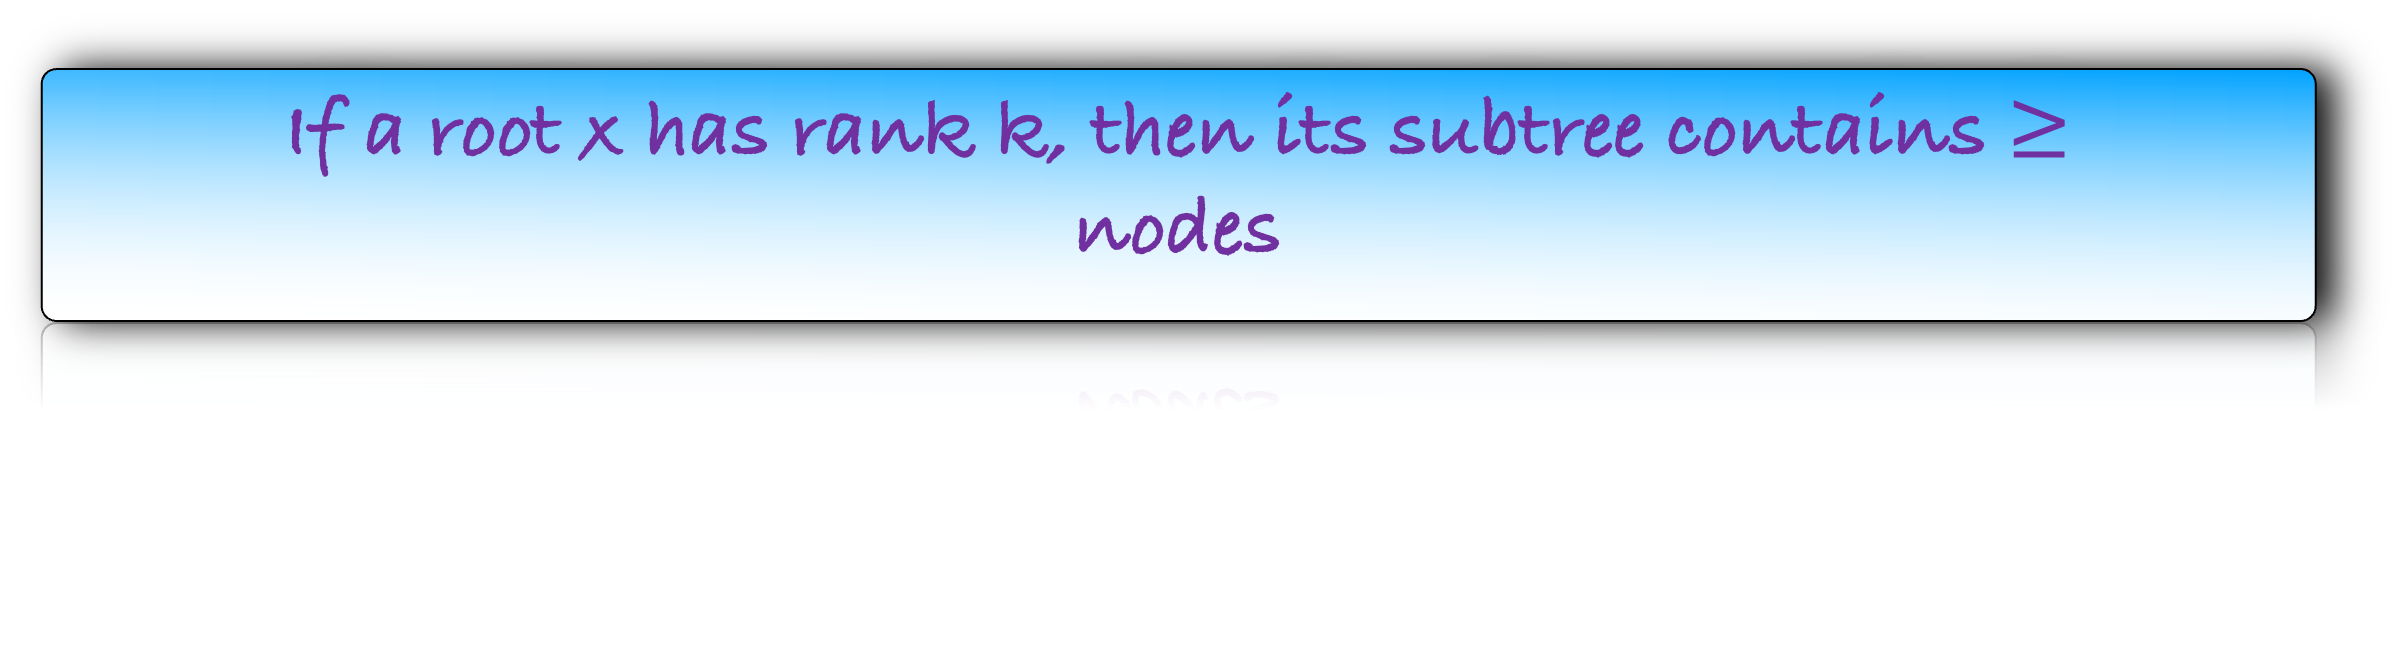 If a root x has rank k, then its subtree contains ≥
nodes